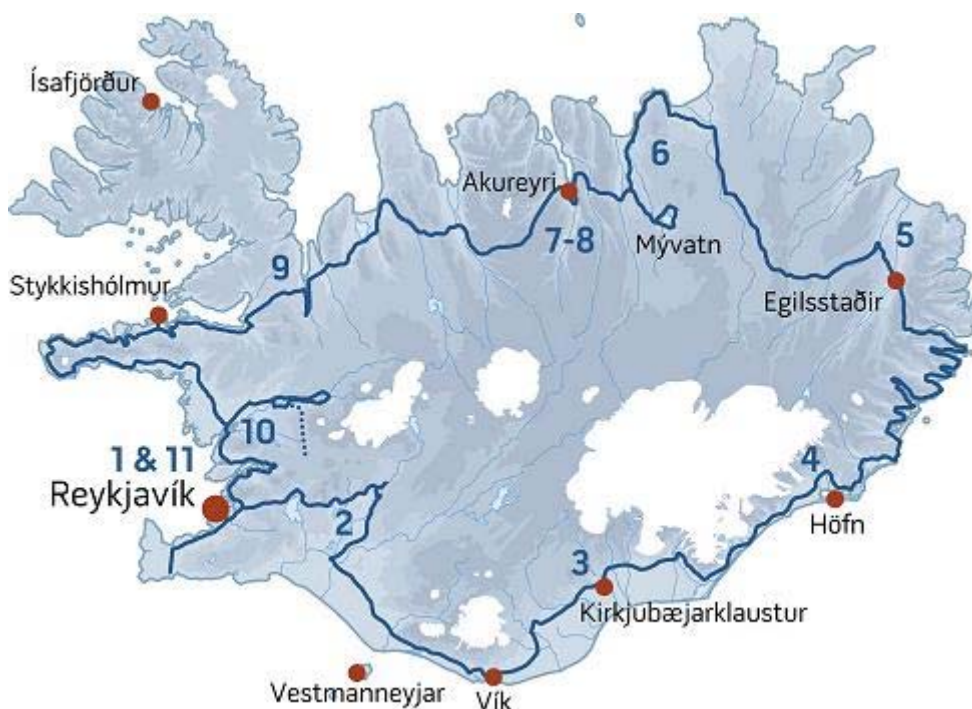 Ísafjörður
6
Akureyri
7-8
Mývatn
5
9
Stykkishólmur
Egilsstaðir
10
1 & 11
Reykjavík
2
4
Höfn
3
Kirkjubæjarklaustur
Vestmanneyjar
Vík